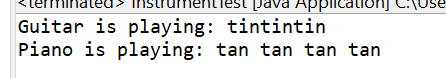 <terminated> InstrumentTest [Java Application] C:\Use
Guitar is playing: tintintin
Piano is playing: tan tan tan tan